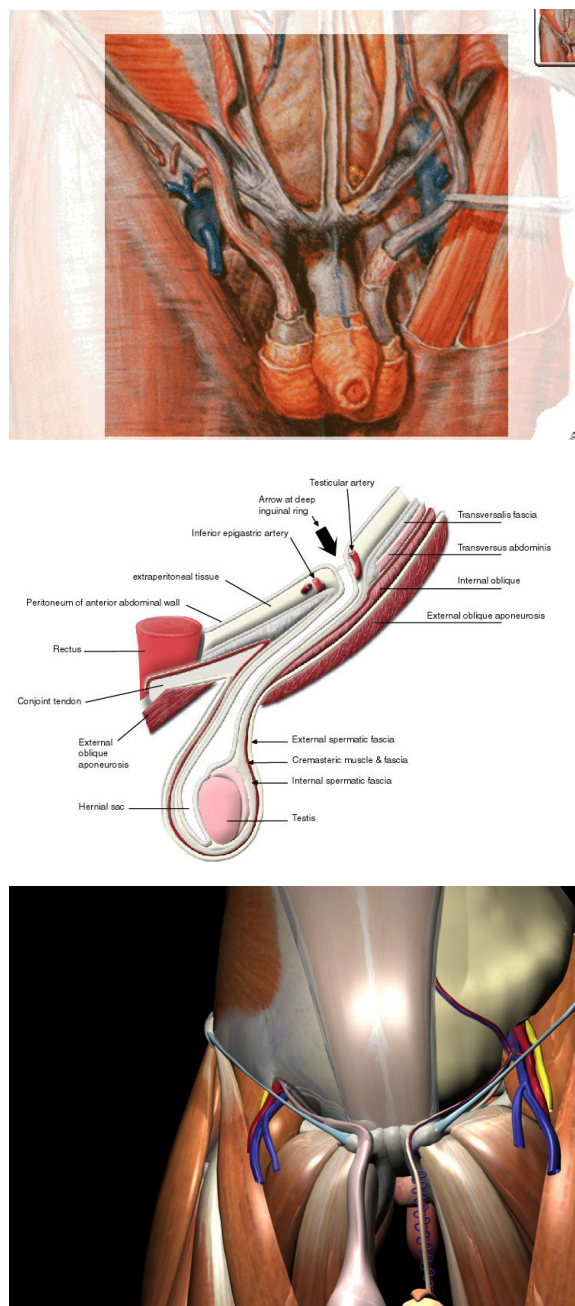 Testicular artery
Arrow at deep
inguinal ring
Transversalis fascia
Inferior epigastric artery
Transversus abdominis
extraperitoneal tissue
Internal oblique
Peritoneum of anterior abdominal wall
External oblique aponeurosis
Rectus
Conjoint tendon
External
oblique
aponeurosis
External spermatic fascia
Cremasteric muscle & fascia
Internal spermatic fascia
Hernial sac
Testis